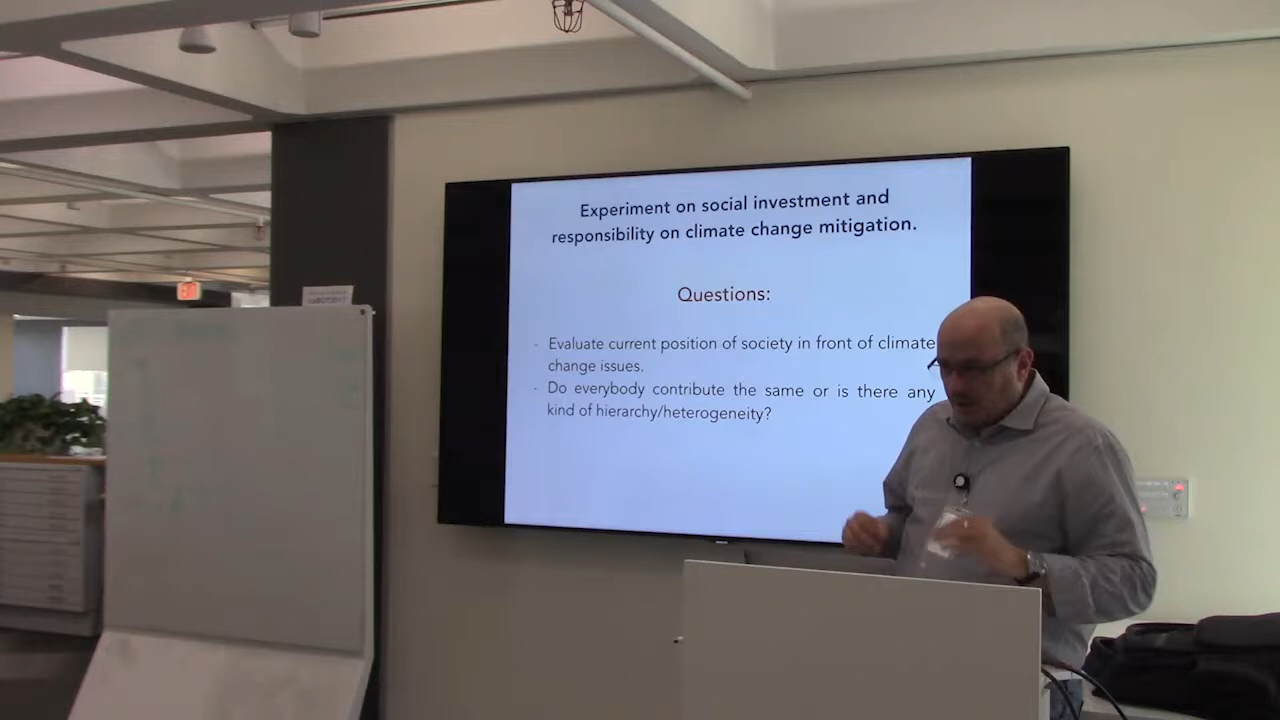 Experiment on social investment and
responsibility on climate change mitigation.
Questions:
- Evaluate current position of society in front of climate
change issues.
- Do everybody contribute the same or is there any
kind of hierarchy/heterogeneity?